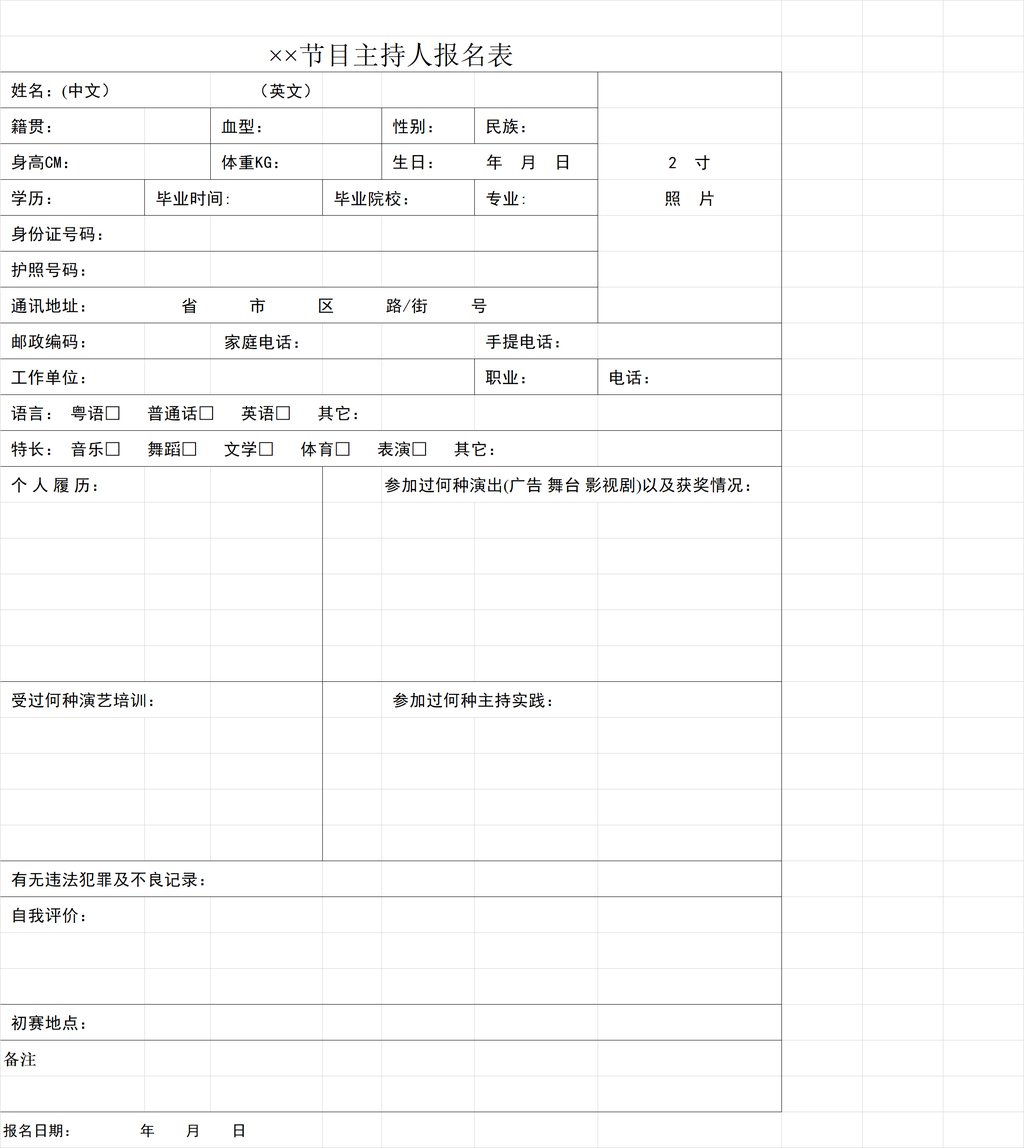 ××节目主持人报名表
姓名：(中文） （英文）
籍贯： 血型： 性别： 民族：
身高CM： 体重KG： 生日： 年 月 日 2 寸
学历： 毕业时间: 毕业院校： 专业: 照 片
身份证号码：
护照号码：
通讯地址： 省 市 区 路/街 号
邮政编码： 家庭电话： 手提电话：
工作单位： 职业： 电话：
语言： 粤语□ 普通话□ 英语□ 其它：
特长： 音乐□ 舞蹈□ 文学□ 体育□ 表演□ 其它：
个 人 履 历： 参加过何种演出(广告 舞台 影视剧)以及获奖情况：
受过何种演艺培训： 参加过何种主持实践：
有无违法犯罪及不良记录：
自我评价：
初赛地点：
备注
报名日期： 年 月 日